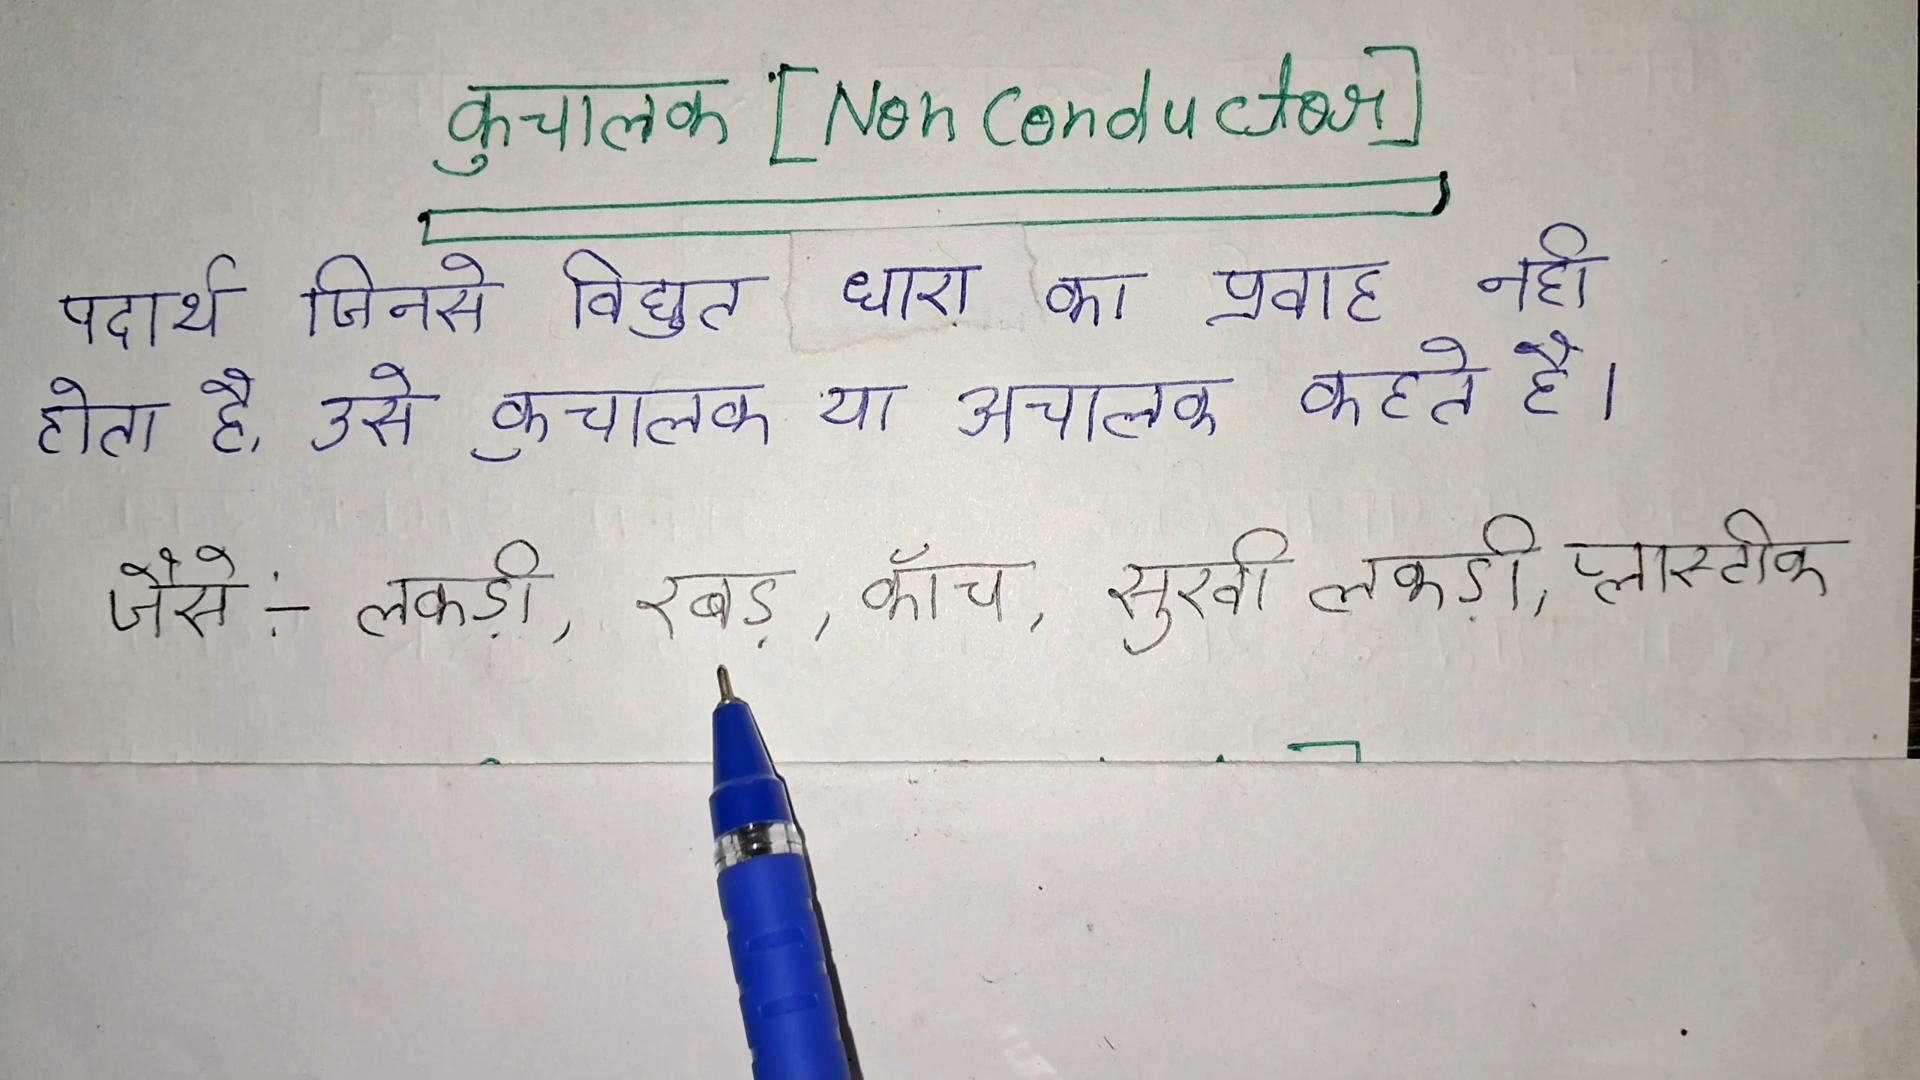 कुचालक [Non Conductor]
पदार्थ जिनसे विद्युत धारा का प्रवाह नही
होता है, उसे कुचालक या अचालक कहते है।
जैसे :- लकड़ी, रबड़, काँच, सुखी लकड़ी, प्लास्टीक